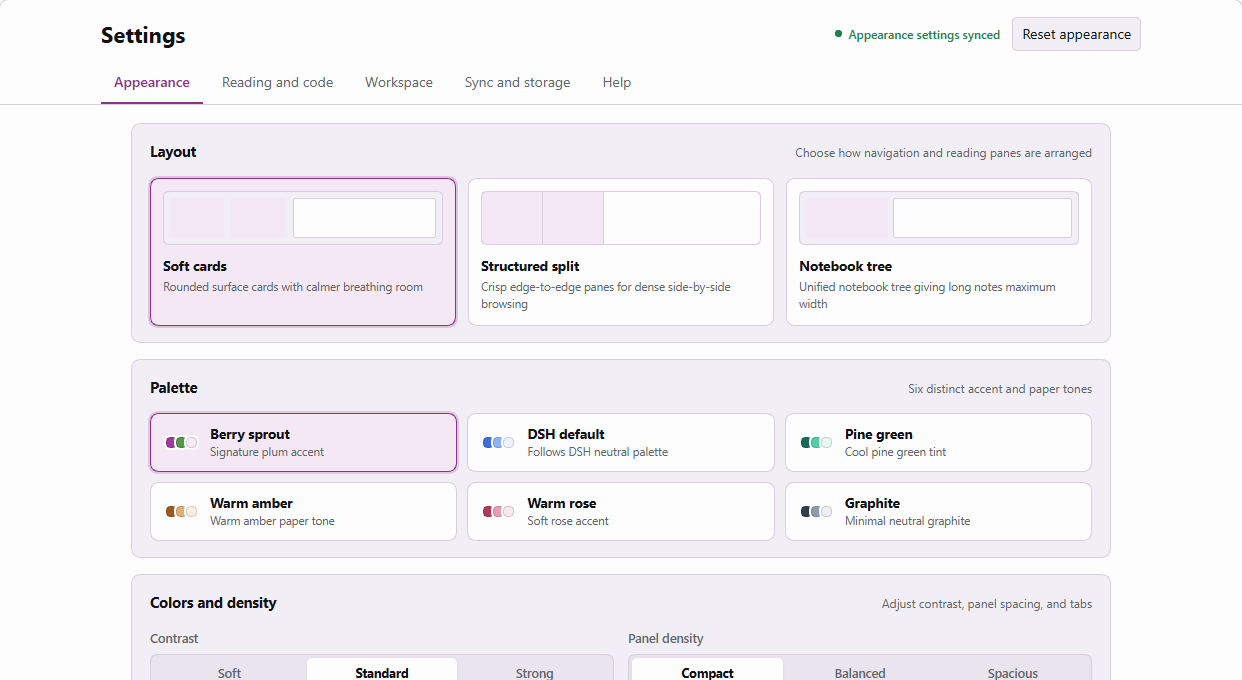 Settings
Appearance settings synced
Reset appearance
Appearance
Reading and code
Workspace
Sync and storage
Help
Layout
Choose how navigation and reading panes are arranged
Soft cards
Rounded surface cards with calmer breathing room
Structured split
Crisp edge-to-edge panes for dense side-by-side
browsing
Notebook tree
Unified notebook tree giving long notes maximum
width
Palette
Six distinct accent and paper tones
Berry sprout
Signature plum accent
DSH default
Follows DSH neutral palette
Pine green
Cool pine green tint
Warm amber
Warm amber paper tone
Warm rose
Soft rose accent
Graphite
Minimal neutral graphite
Colors and density
Adjust contrast, panel spacing, and tabs
Contrast
Soft
Standard
Strong
Panel density
Compact
Balanced
Spacious